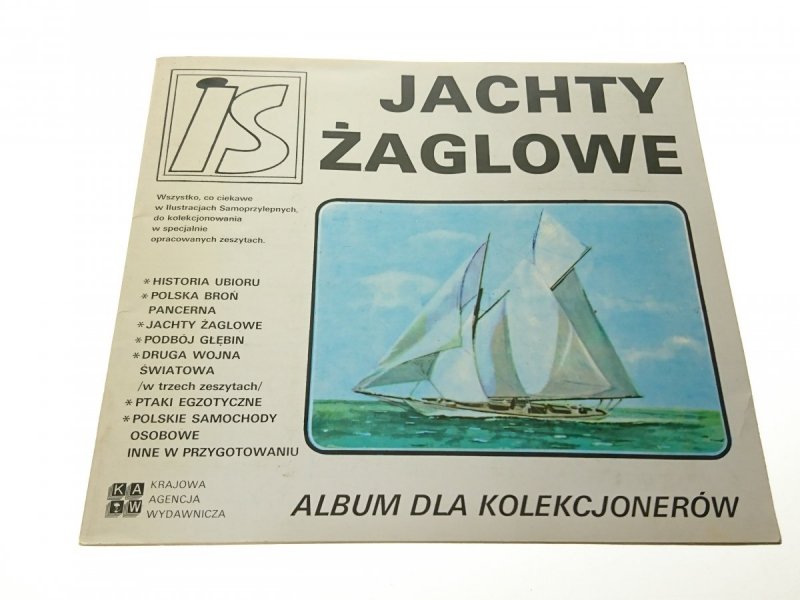 iS
JACHTY
ŻAGLOWE
Wszystko, co ciekawe
w Ilustracjach Samoprzylepnych,
do kolekcjonowania
w specjalnie
opracowanych zeszytach.
* HISTORIA UBIORU
* POLSKA BROŃ
PANCERNA
* JACHTY ŻAGLOWE
* PODBÓJ GŁĘBIN
* DRUGA WOJNA
ŚWIATOWA
/w trzech zeszytach/
* PTAKI EGZOTYCZNE
* POLSKIE SAMOCHODY
OSOBOWE
INNE W PRZYGOTOWANIU
KAW
KRAJOWA
AGENCJA
WYDAWNICZA
ALBUM DLA KOLEKCJONERÓW